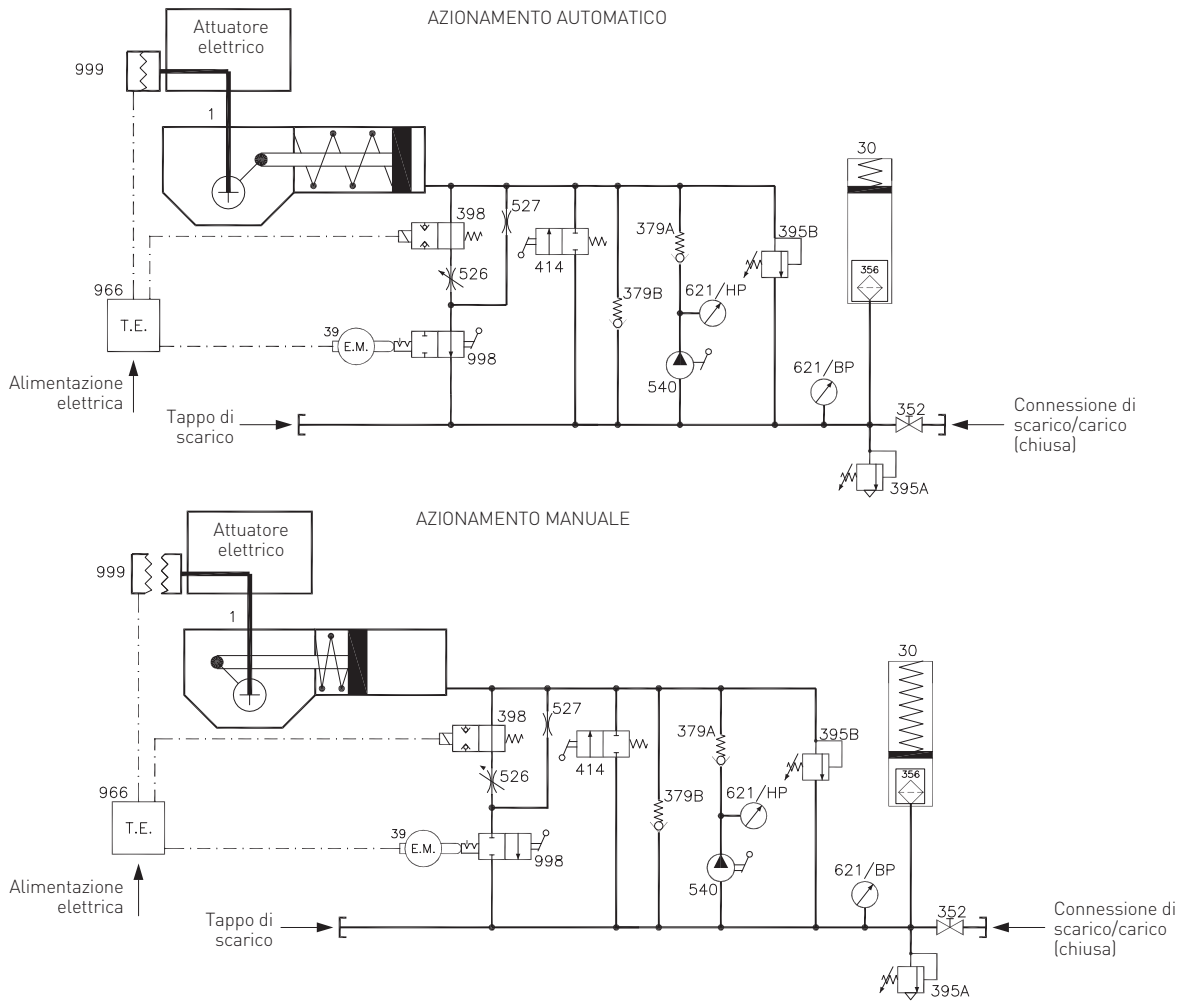 AZIONAMENTO AUTOMATICO
Attuatore
elettrico
999
1
30
398
527
379A
395B
414
356
526
621/HP
966
379B
T.E.
39
E.M.
998
540
621/BP
Alimentazione
elettrica
Tappo di
scarico
352
Connessione di
scarico/carico
(chiusa)
395A
AZIONAMENTO MANUALE
Attuatore
elettrico
999
1
30
398
527
379A
395B
414
356
526
621/HP
966
379B
T.E.
39
E.M.
998
540
621/BP
Alimentazione
elettrica
Tappo di
scarico
352
Connessione di
scarico/carico
(chiusa)
395A